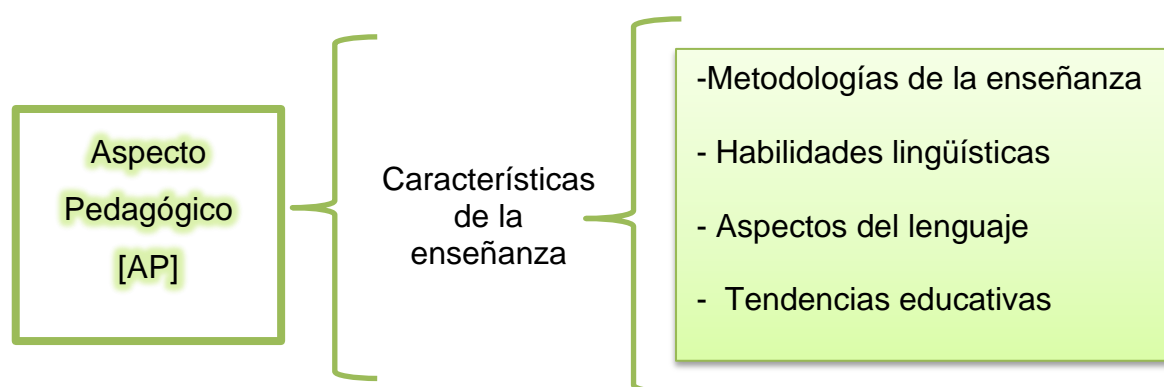 Aspecto
Pedagógico
[AP]
Características
de la
enseñanza
-Metodologías de la enseñanza
- Habilidades lingüísticas
- Aspectos del lenguaje
- Tendencias educativas